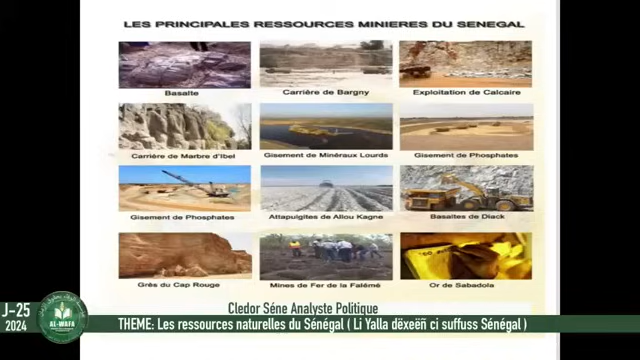 LES PRINCIPALES RESSOURCES MINIERES DU SENEGAL
Basalte
Carrière de Bargny
Exploitation de Calcaire
Carrière de Marbre d'Ibel
Gisement de Minéraux Lourds
Gisement de Phosphates
Gisement de Phosphates
Attapulgites de Allou Kagne
Basaltes de Diack
Grès du Cap Rouge
Mines de Fer de la Falémé
Or de Sabadola
Cledor Séne Analyste Politique
J-25
2024
AL-WAFA
THEME: Les ressources naturelles du Sénégal ( Li Yalla dëxeëñ ci suffuss Sénégal )